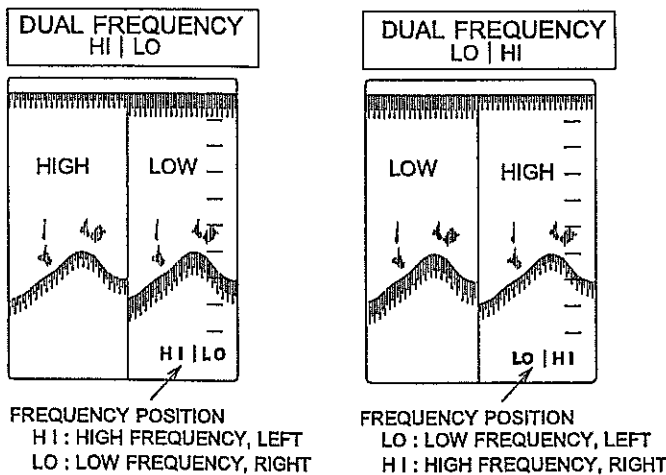 DUAL FREQUENCY
HI | LO
HIGH
LOW
HI | LO
FREQUENCY POSITION
HI : HIGH FREQUENCY, LEFT
LO : LOW FREQUENCY, RIGHT
DUAL FREQUENCY
LO | HI
LOW
HIGH
LO | HI
FREQUENCY POSITION
LO : LOW FREQUENCY, LEFT
HI : HIGH FREQUENCY, RIGHT